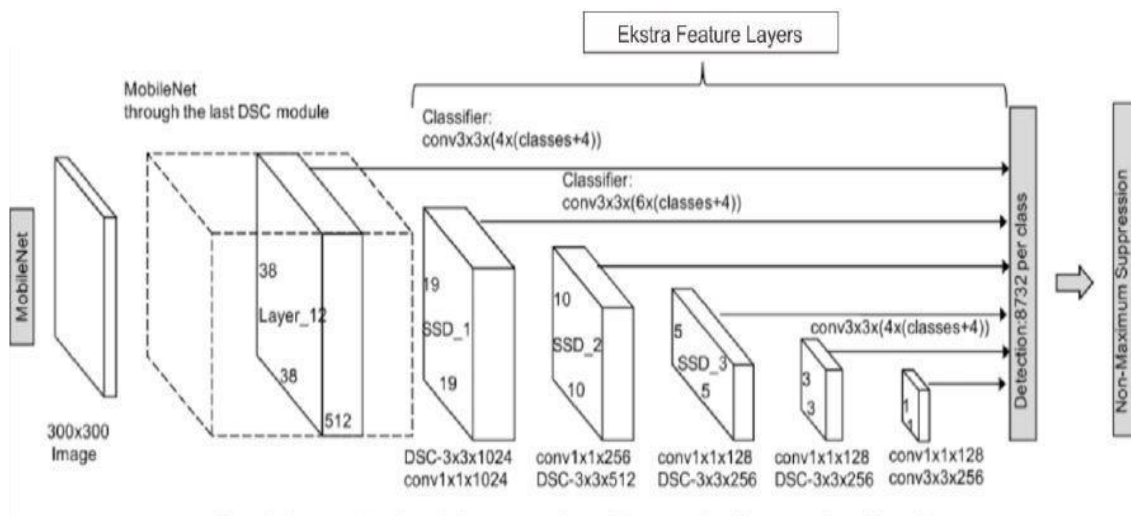 Ekstra Feature Layers
MobileNet
through the last DSC module
Classifier:
conv3x3x(4x(classes+4))
Classifier:
conv3x3x(6x(classes+4))
MobileNet
38
Layer_12
38
512
19
SSD_1
19
10
SSD_2
10
5
SSD_3
5
conv3x3x(4x(classes+4))
3
3
1
Detection:8732 per class
Non-Maximum Suppression
300x300
Image
DSC-3x3x1024
conv1x1x1024
conv1x1x256
DSC-3x3x512
conv1x1x128
DSC-3x3x256
conv1x1x128
DSC-3x3x256
conv1x1x128
conv3x3x256